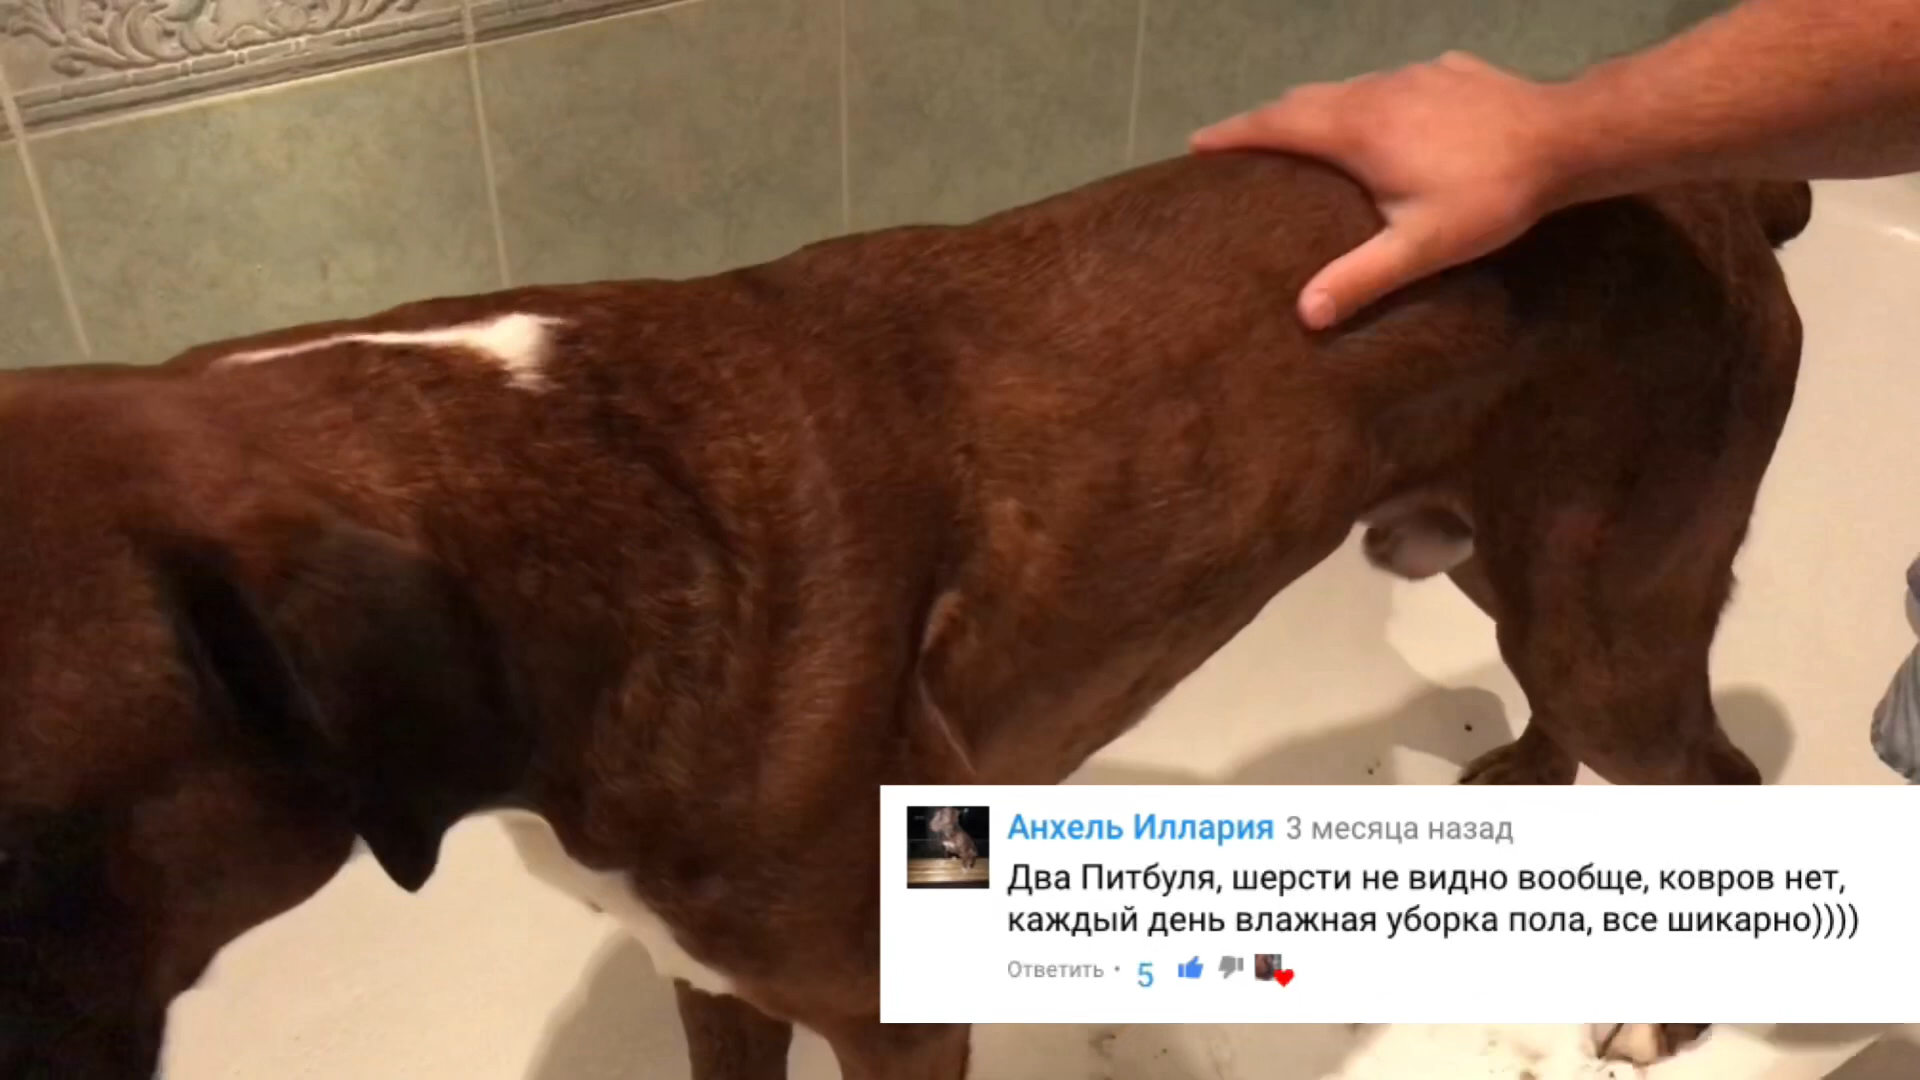 Анхель Иллария 3 месяца назад
Два Питбуля, шерсти не видно вообще, ковров нет,
каждый день влажная уборка пола, все шикарно))))
Ответить • 5